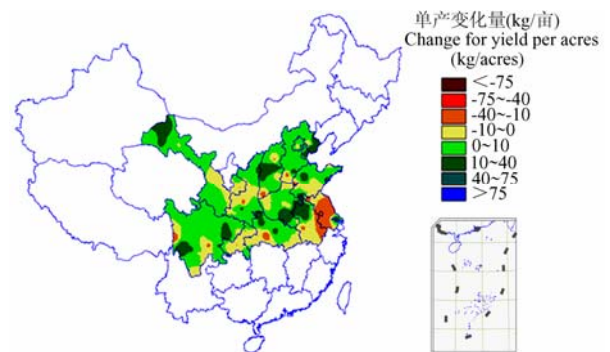 单产变化量(kg/亩)
Change for yield per acres
(kg/acres)
<-75
-75~-40
-40~-10
-10~0
0~10
10~40
40~75
>75